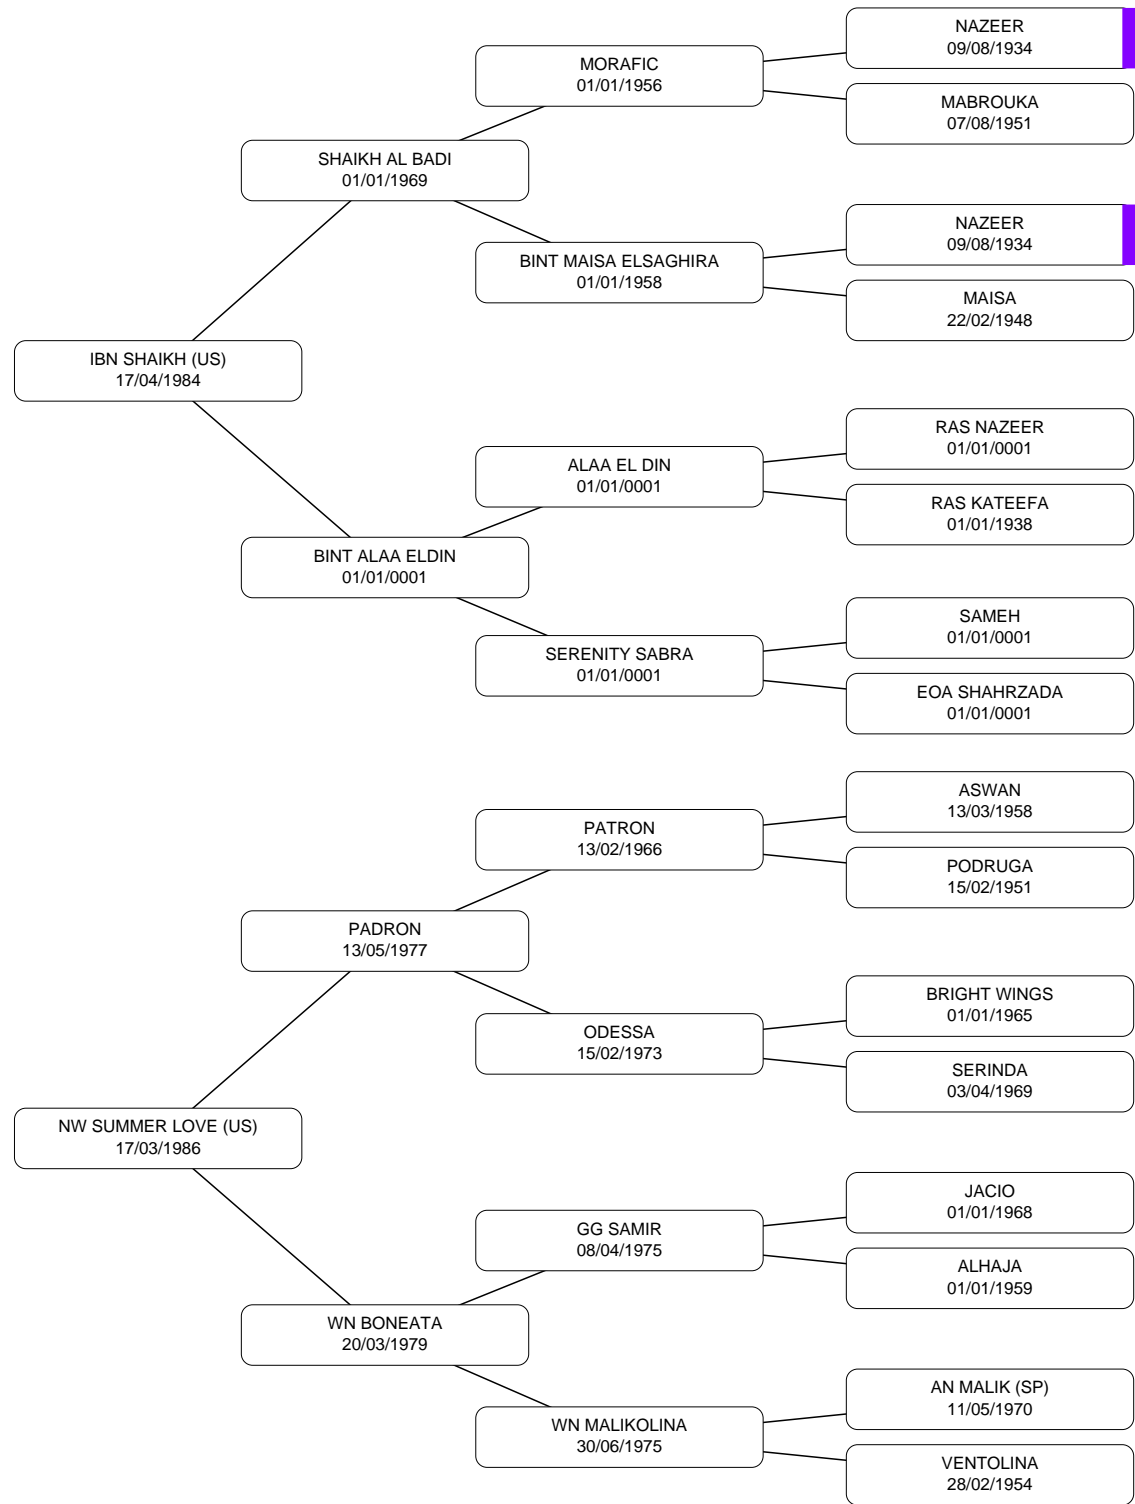 NAZEER
09/08/1934
MORAFIC
01/01/1956
MABROUKA
07/08/1951
SHAIKH AL BADI
01/01/1969
NAZEER
09/08/1934
BINT MAISA ELSAGHIRA
01/01/1958
MAISA
22/02/1948
IBN SHAIKH (US)
17/04/1984
RAS NAZEER
01/01/0001
ALAA EL DIN
01/01/0001
RAS KATEEFA
01/01/1938
BINT ALAA ELDIN
01/01/0001
SAMEH
01/01/0001
SERENITY SABRA
01/01/0001
EOA SHAHRZADA
01/01/0001
ASWAN
13/03/1958
PATRON
13/02/1966
PODRUGA
15/02/1951
PADRON
13/05/1977
BRIGHT WINGS
01/01/1965
ODESSA
15/02/1973
SERINDA
03/04/1969
NW SUMMER LOVE (US)
17/03/1986
JACIO
01/01/1968
GG SAMIR
08/04/1975
ALHAJA
01/01/1959
WN BONEATA
20/03/1979
AN MALIK (SP)
11/05/1970
WN MALIKOLINA
30/06/1975
VENTOLINA
28/02/1954